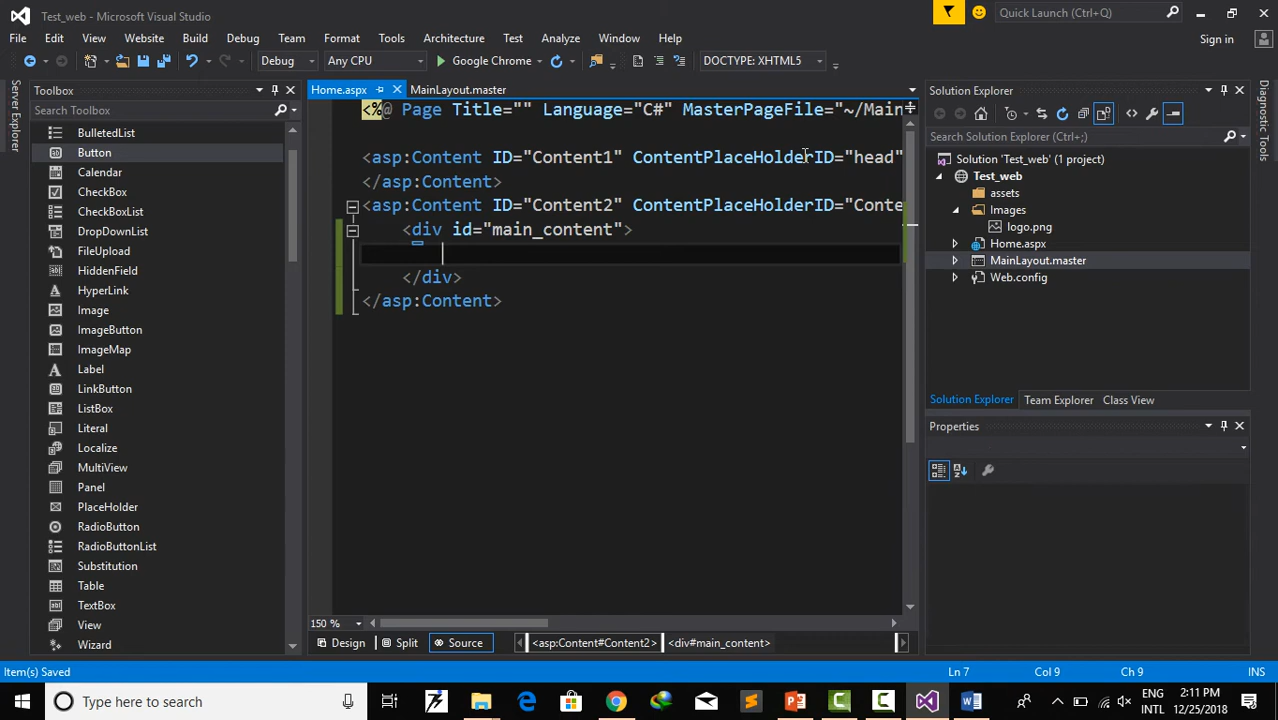 Test_web - Microsoft Visual Studio
Quick Launch (Ctrl+Q)
File Edit View Website Build Debug Team Format Tools Architecture Test Analyze Window Help
Sign in
Debug Any CPU Google Chrome DOCTYPE: XHTML5
Server Explorer
Toolbox
Search Toolbox
BulletedList
Button
Calendar
CheckBox
CheckBoxList
DropDownList
FileUpload
HiddenField
HyperLink
Image
ImageButton
ImageMap
Label
LinkButton
ListBox
Literal
Localize
MultiView
Panel
PlaceHolder
RadioButton
RadioButtonList
Substitution
Table
TextBox
View
Wizard
Home.aspx MainLayout.master
<%@ Page Title="" Language="C#" MasterPageFile="~/Main
<asp:Content ID="Content1" ContentPlaceHolderID="head"
</asp:Content>
<asp:Content ID="Content2" ContentPlaceHolderID="Conte
<div id="main_content">
</div>
</asp:Content>
150 %
Design Split Source <asp:Content#Content2> <div#main_content>
Solution Explorer
Search Solution Explorer (Ctrl+;)
Solution 'Test_web' (1 project)
Test_web
assets
Images
logo.png
Home.aspx
MainLayout.master
Web.config
Solution Explorer Team Explorer Class View
Properties
Diagnostic Tools
Item(s) Saved Ln 7 Col 9 Ch 9 INS
Type here to search
ENG
INTL
2:11 PM
12/25/2018